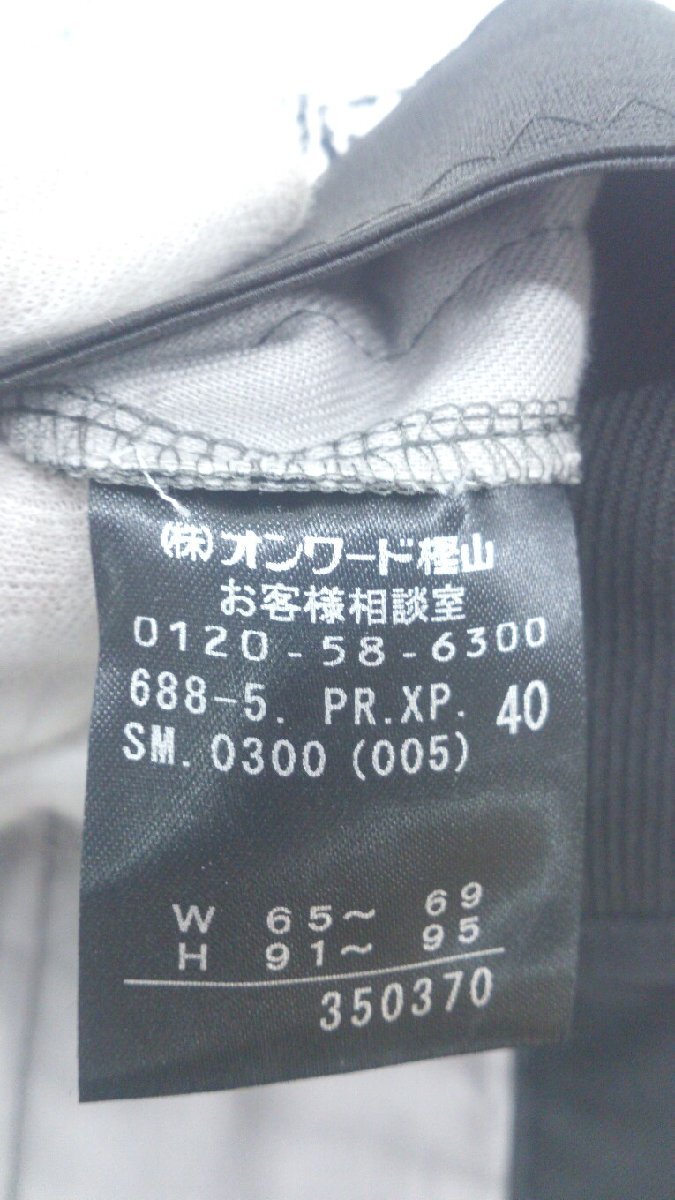 (株)オンワード樫山
お客様相談室
0120-58-6300
688-5. PR.XP. 40
SM. 0300 (005)
W 65～ 69
H 91～ 95
350370